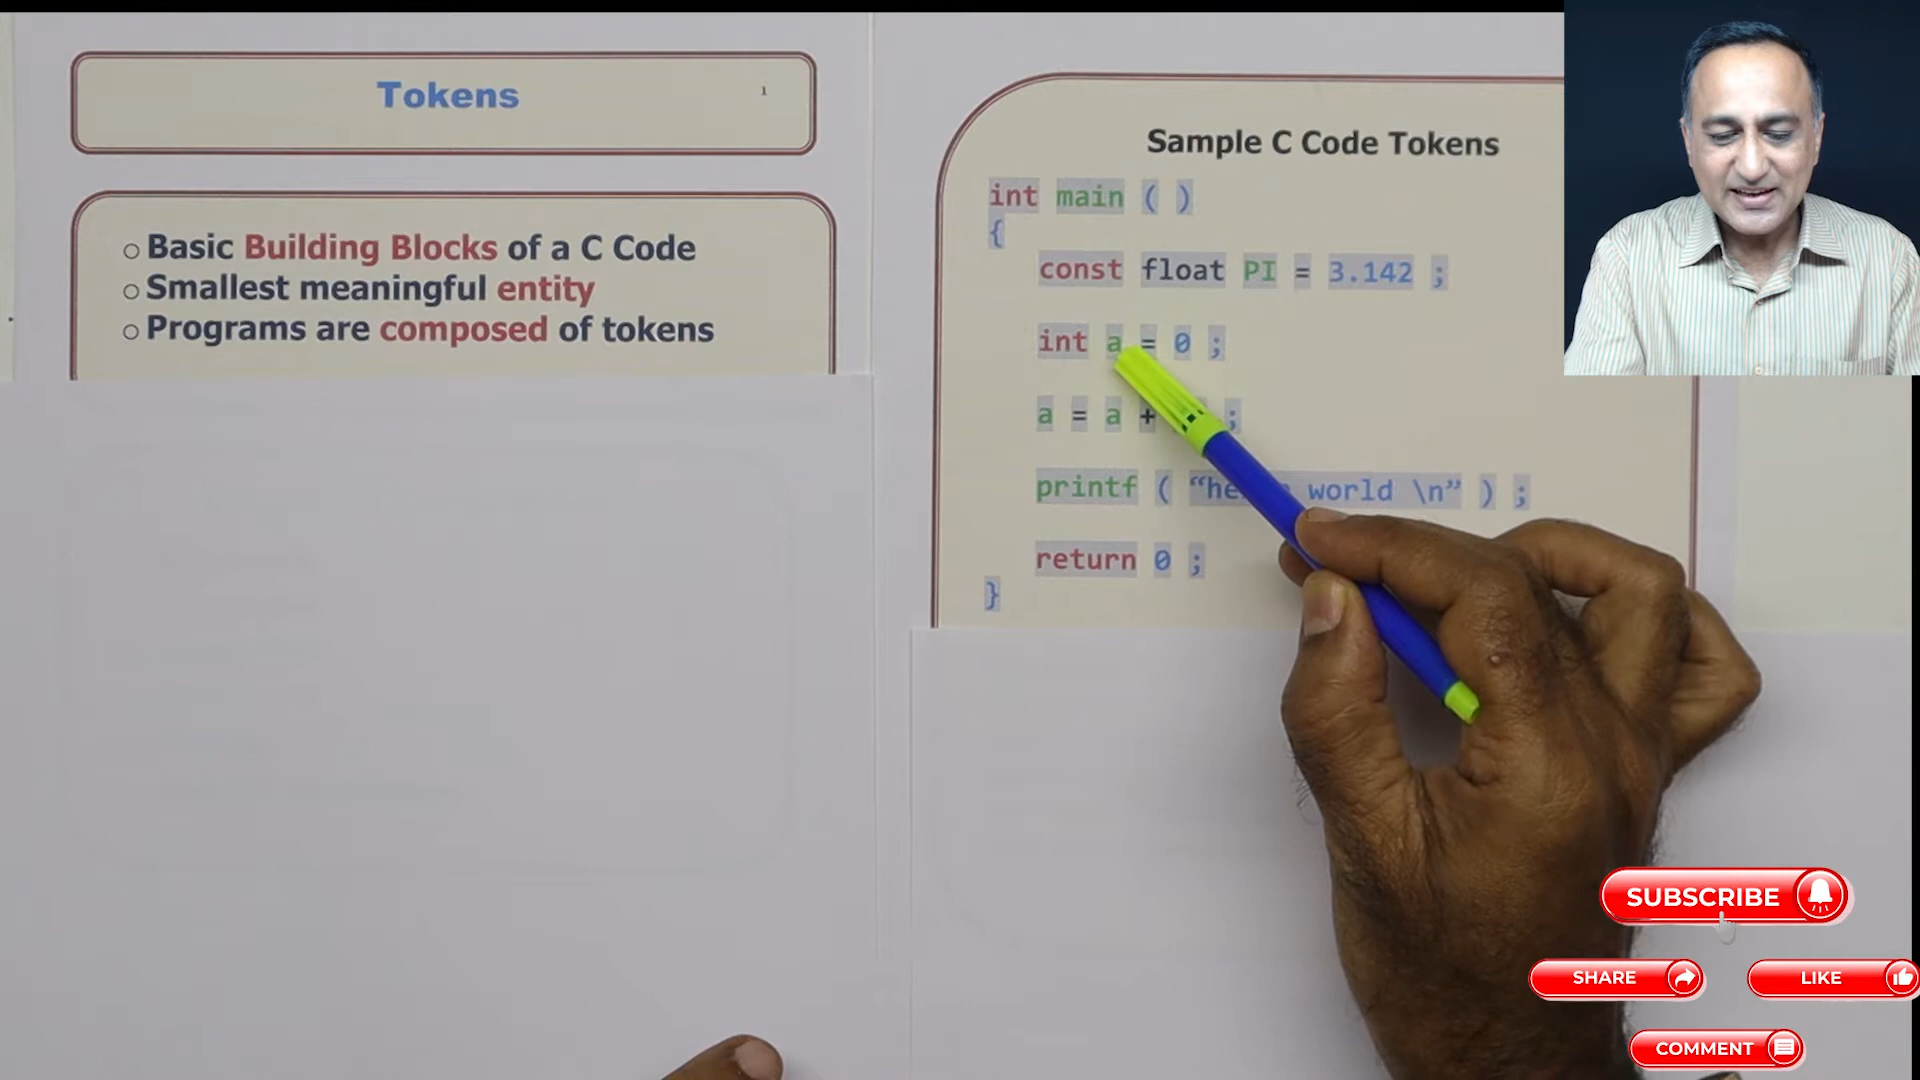 Tokens
1
Basic Building Blocks of a C Code
Smallest meaningful entity
Programs are composed of tokens
Sample C Code Tokens
int main ( )
{
const float PI = 3.142 ;
int a = 0 ;
a = a + ;
printf ( “he world \n” ) ;
return 0 ;
}
SUBSCRIBE
SHARE
LIKE
COMMENT